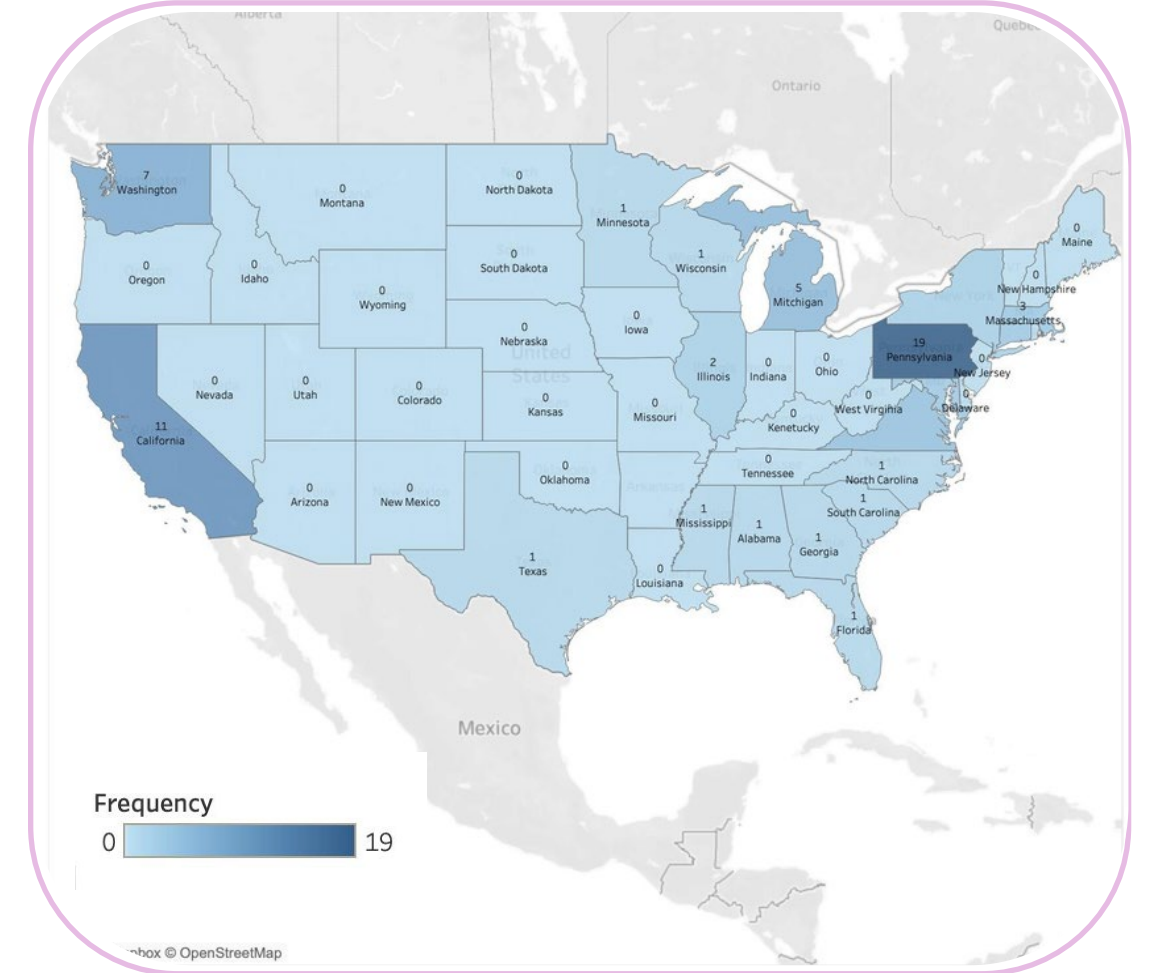 Alberta
Quebec
Ontario
7
Washington
0
Montana
0
North Dakota
1
Minnesota
0
Maine
0
Oregon
0
Idaho
0
South Dakota
1
Wisconsin
0
Wyoming
5
Mitchigan
0
New Hampshire
New York
3
Massachusetts
0
Nebraska
0
Iowa
19
Pennsylvania
United
States
0
Nevada
0
Utah
0
Colorado
0
Kansas
2
Illinois
0
Indiana
0
Ohio
0
New Jersey
0
West Virginia
0
Delaware
0
Missouri
0
Kenetucky
11
California
0
Arizona
0
New Mexico
0
Oklahoma
Arkansas
0
Tennessee
1
North Carolina
1
South Carolina
1
Mississippi
1
Alabama
1
Georgia
1
Texas
0
Louisiana
1
Florida
Mexico
Frequency
0
19
© OpenStreetMap